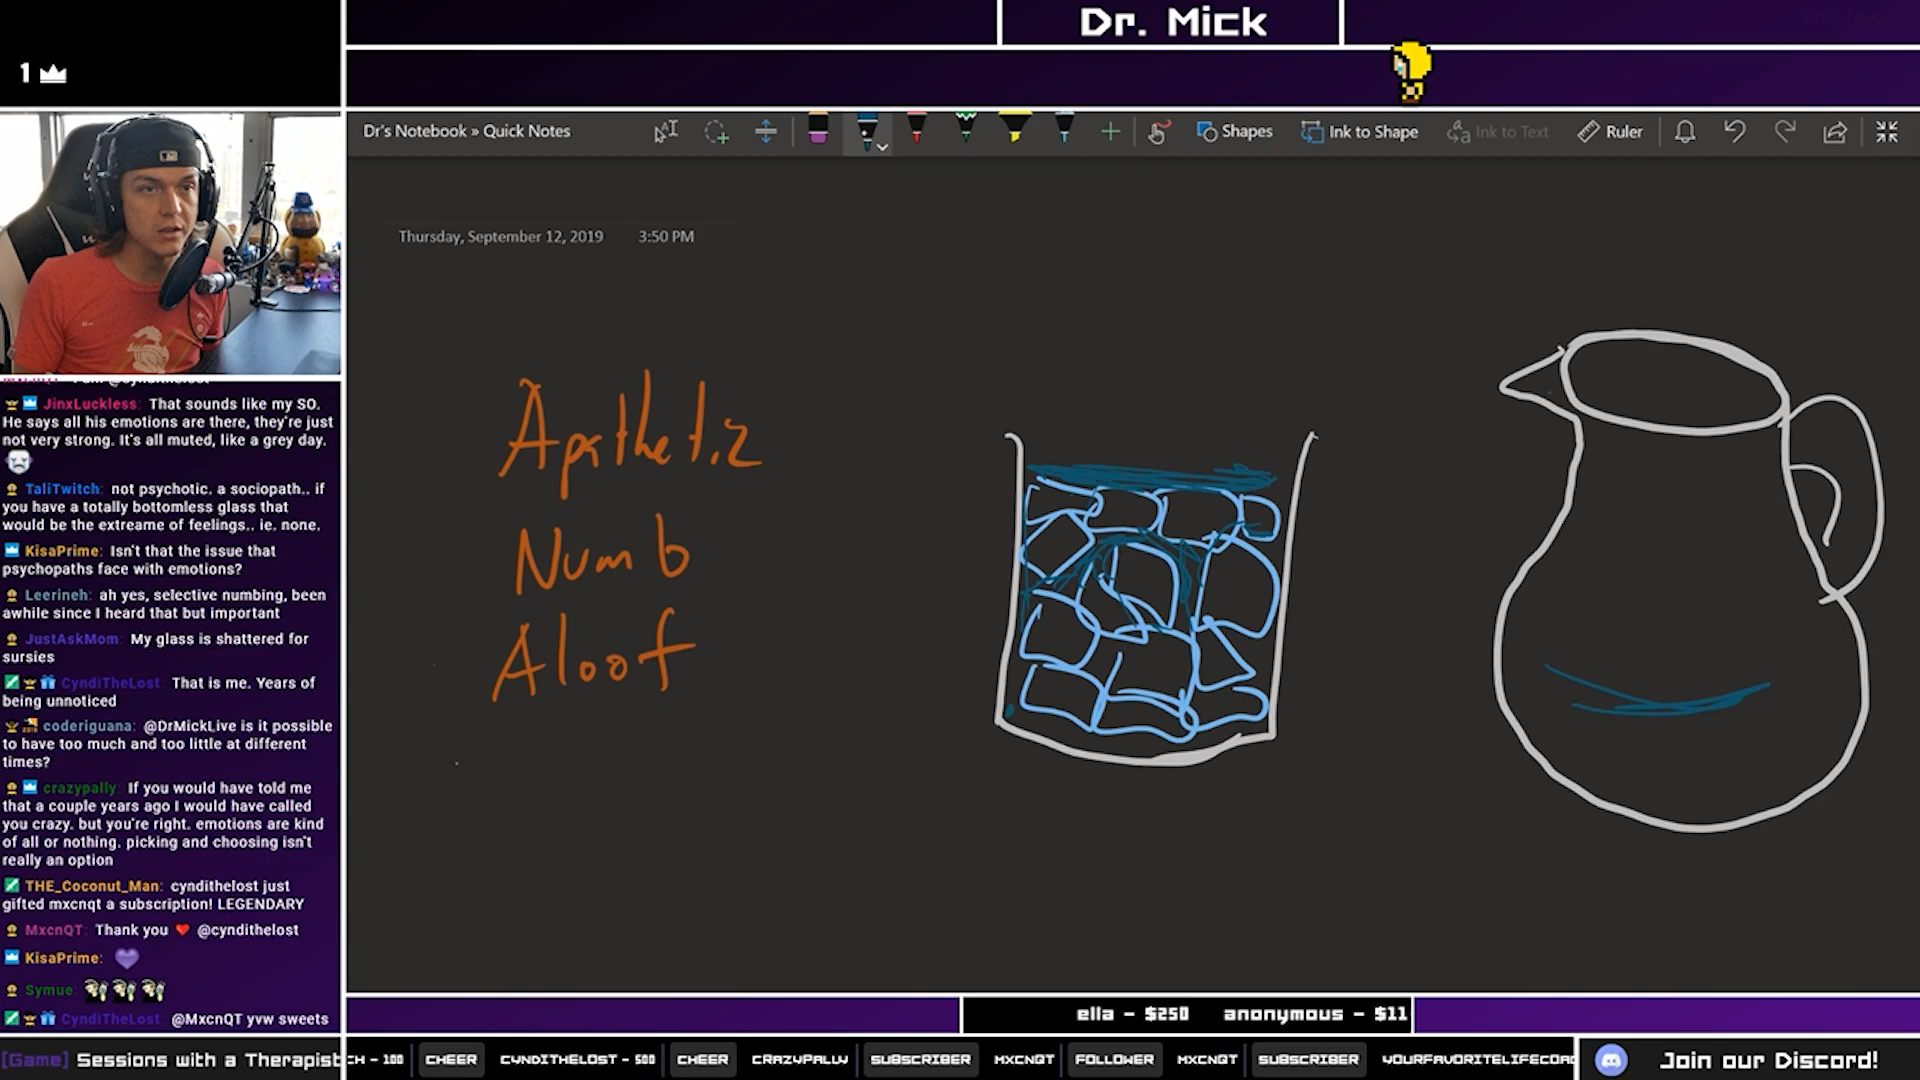 Dr. Mick
1
Dr's Notebook » Quick Notes
Shapes
Ink to Shape
Ink to Text
Ruler
Thursday, September 12, 2019 3:50 PM
Apathetic
Numb
Aloof
JinxLuckless: That sounds like my SO.
He says all his emotions are there, they're just
not very strong. It's all muted, like a grey day.
TaliTwitch: not psychotic. a sociopath.. if
you have a totally bottomless glass that
would be the extreame of feelings.. ie. none.
KisaPrime: Isn't that the issue that
psychopaths face with emotions?
Leerineh: ah yes, selective numbing, been
awhile since I heard that but important
JustAskMom: My glass is shattered for
sursies
CyndiTheLost: That is me. Years of
being unnoticed
coderiguana: @DrMickLive is it possible
to have too much and too little at different
times?
crazypally: If you would have told me
that a couple years ago I would have called
you crazy. but you're right. emotions are kind
of all or nothing. picking and choosing isn't
really an option
THE_Coconut_Man: cyndithelost just
gifted mxcnqt a subscription! LEGENDARY
MxcnQT: Thank you @cyndithelost
KisaPrime:
Symue:
CyndiTheLost: @MxcnQT yvw sweets
ella - $250 anonymous - $11
[Game] Sessions with a Therapist
CH - 100 CHEER CYNDITHELOST - 500 CHEER CRAZYPALLY SUBSCRIBER MXCNQT FOLLOWER MXCNQT SUBSCRIBER YOURFAVORITELIFECOAC
Join our Discord!